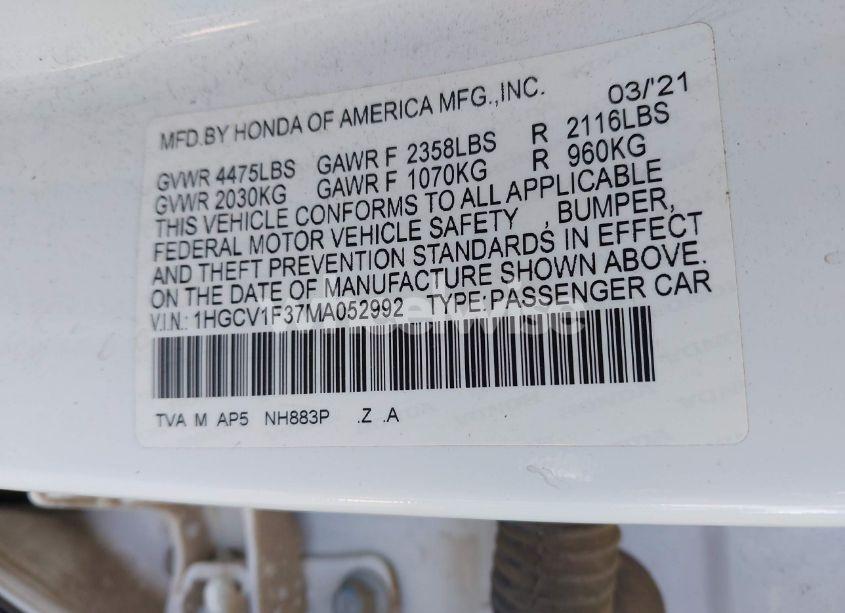 MFD.BY HONDA OF AMERICA MFG.,INC. 03/'21
GVWR 4475LBS GAWR F 2358LBS R 2116LBS
GVWR 2030KG GAWR F 1070KG R 960KG
THIS VEHICLE CONFORMS TO ALL APPLICABLE
FEDERAL MOTOR VEHICLE SAFETY , BUMPER,
AND THEFT PREVENTION STANDARDS IN EFFECT
ON THE DATE OF MANUFACTURE SHOWN ABOVE.
V.I.N.: 1HGCV1F37MA052992 TYPE:PASSENGER CAR
wheelwise
TVA M AP5 NH883P .Z .A